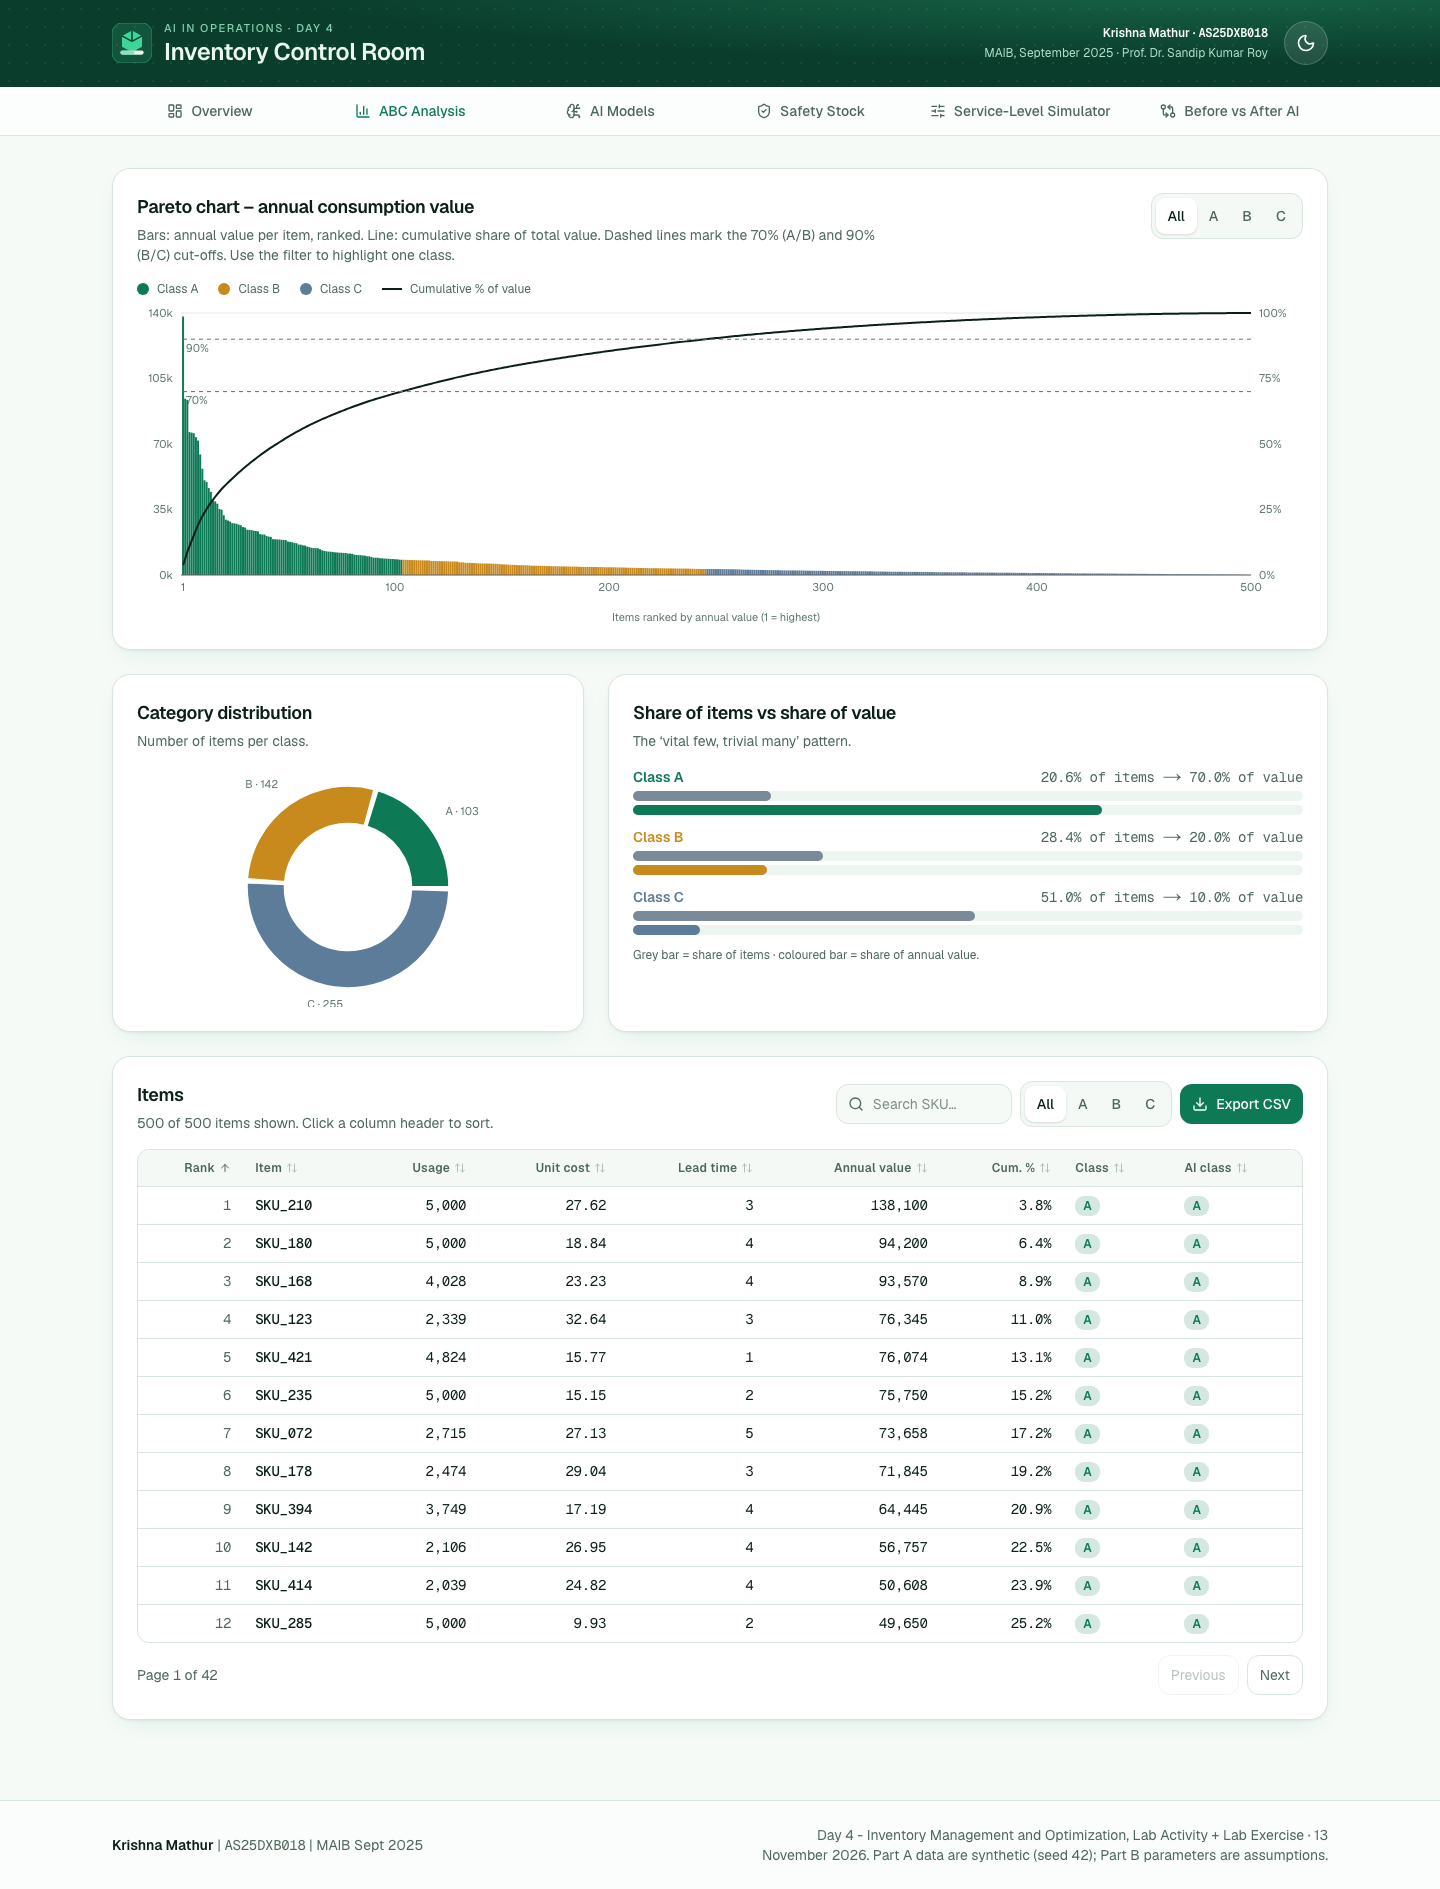 AI IN OPERATIONS · DAY 4
Inventory Control Room
Krishna Mathur · AS25DXB018
MAIB, September 2025 · Prof. Dr. Sandip Kumar Roy
Overview
ABC Analysis
AI Models
Safety Stock
Service-Level Simulator
Before vs After AI
Pareto chart – annual consumption value
Bars: annual value per item, ranked. Line: cumulative share of total value. Dashed lines mark the 70% (A/B) and 90%
(B/C) cut-offs. Use the filter to highlight one class.
All A B C
Class A Class B Class C Cumulative % of value
140k 100%
90%
105k 75%
70%
70k 50%
35k 25%
0k 0%
1 100 200 300 400 500
Items ranked by annual value (1 = highest)
Category distribution
Number of items per class.
B · 142
A · 103
C · 255
Share of items vs share of value
The ‘vital few, trivial many’ pattern.
Class A 20.6% of items ⟶ 70.0% of value
Class B 28.4% of items ⟶ 20.0% of value
Class C 51.0% of items ⟶ 10.0% of value
Grey bar = share of items · coloured bar = share of annual value.
Items
500 of 500 items shown. Click a column header to sort.
Search SKU...
All A B C
Export CSV
Rank ↑ Item ↑↓ Usage ↑↓ Unit cost ↑↓ Lead time ↑↓ Annual value ↑↓ Cum. % ↑↓ Class ↑↓ AI class ↑↓
1 SKU_210 5,000 27.62 3 138,100 3.8% A A
2 SKU_180 5,000 18.84 4 94,200 6.4% A A
3 SKU_168 4,028 23.23 4 93,570 8.9% A A
4 SKU_123 2,339 32.64 3 76,345 11.0% A A
5 SKU_421 4,824 15.77 1 76,074 13.1% A A
6 SKU_235 5,000 15.15 2 75,750 15.2% A A
7 SKU_072 2,715 27.13 5 73,658 17.2% A A
8 SKU_178 2,474 29.04 3 71,845 19.2% A A
9 SKU_394 3,749 17.19 4 64,445 20.9% A A
10 SKU_142 2,106 26.95 4 56,757 22.5% A A
11 SKU_414 2,039 24.82 4 50,608 23.9% A A
12 SKU_285 5,000 9.93 2 49,650 25.2% A A
Page 1 of 42
Previous Next
Krishna Mathur | AS25DXB018 | MAIB Sept 2025
Day 4 - Inventory Management and Optimization, Lab Activity + Lab Exercise · 13
November 2026. Part A data are synthetic (seed 42); Part B parameters are assumptions.